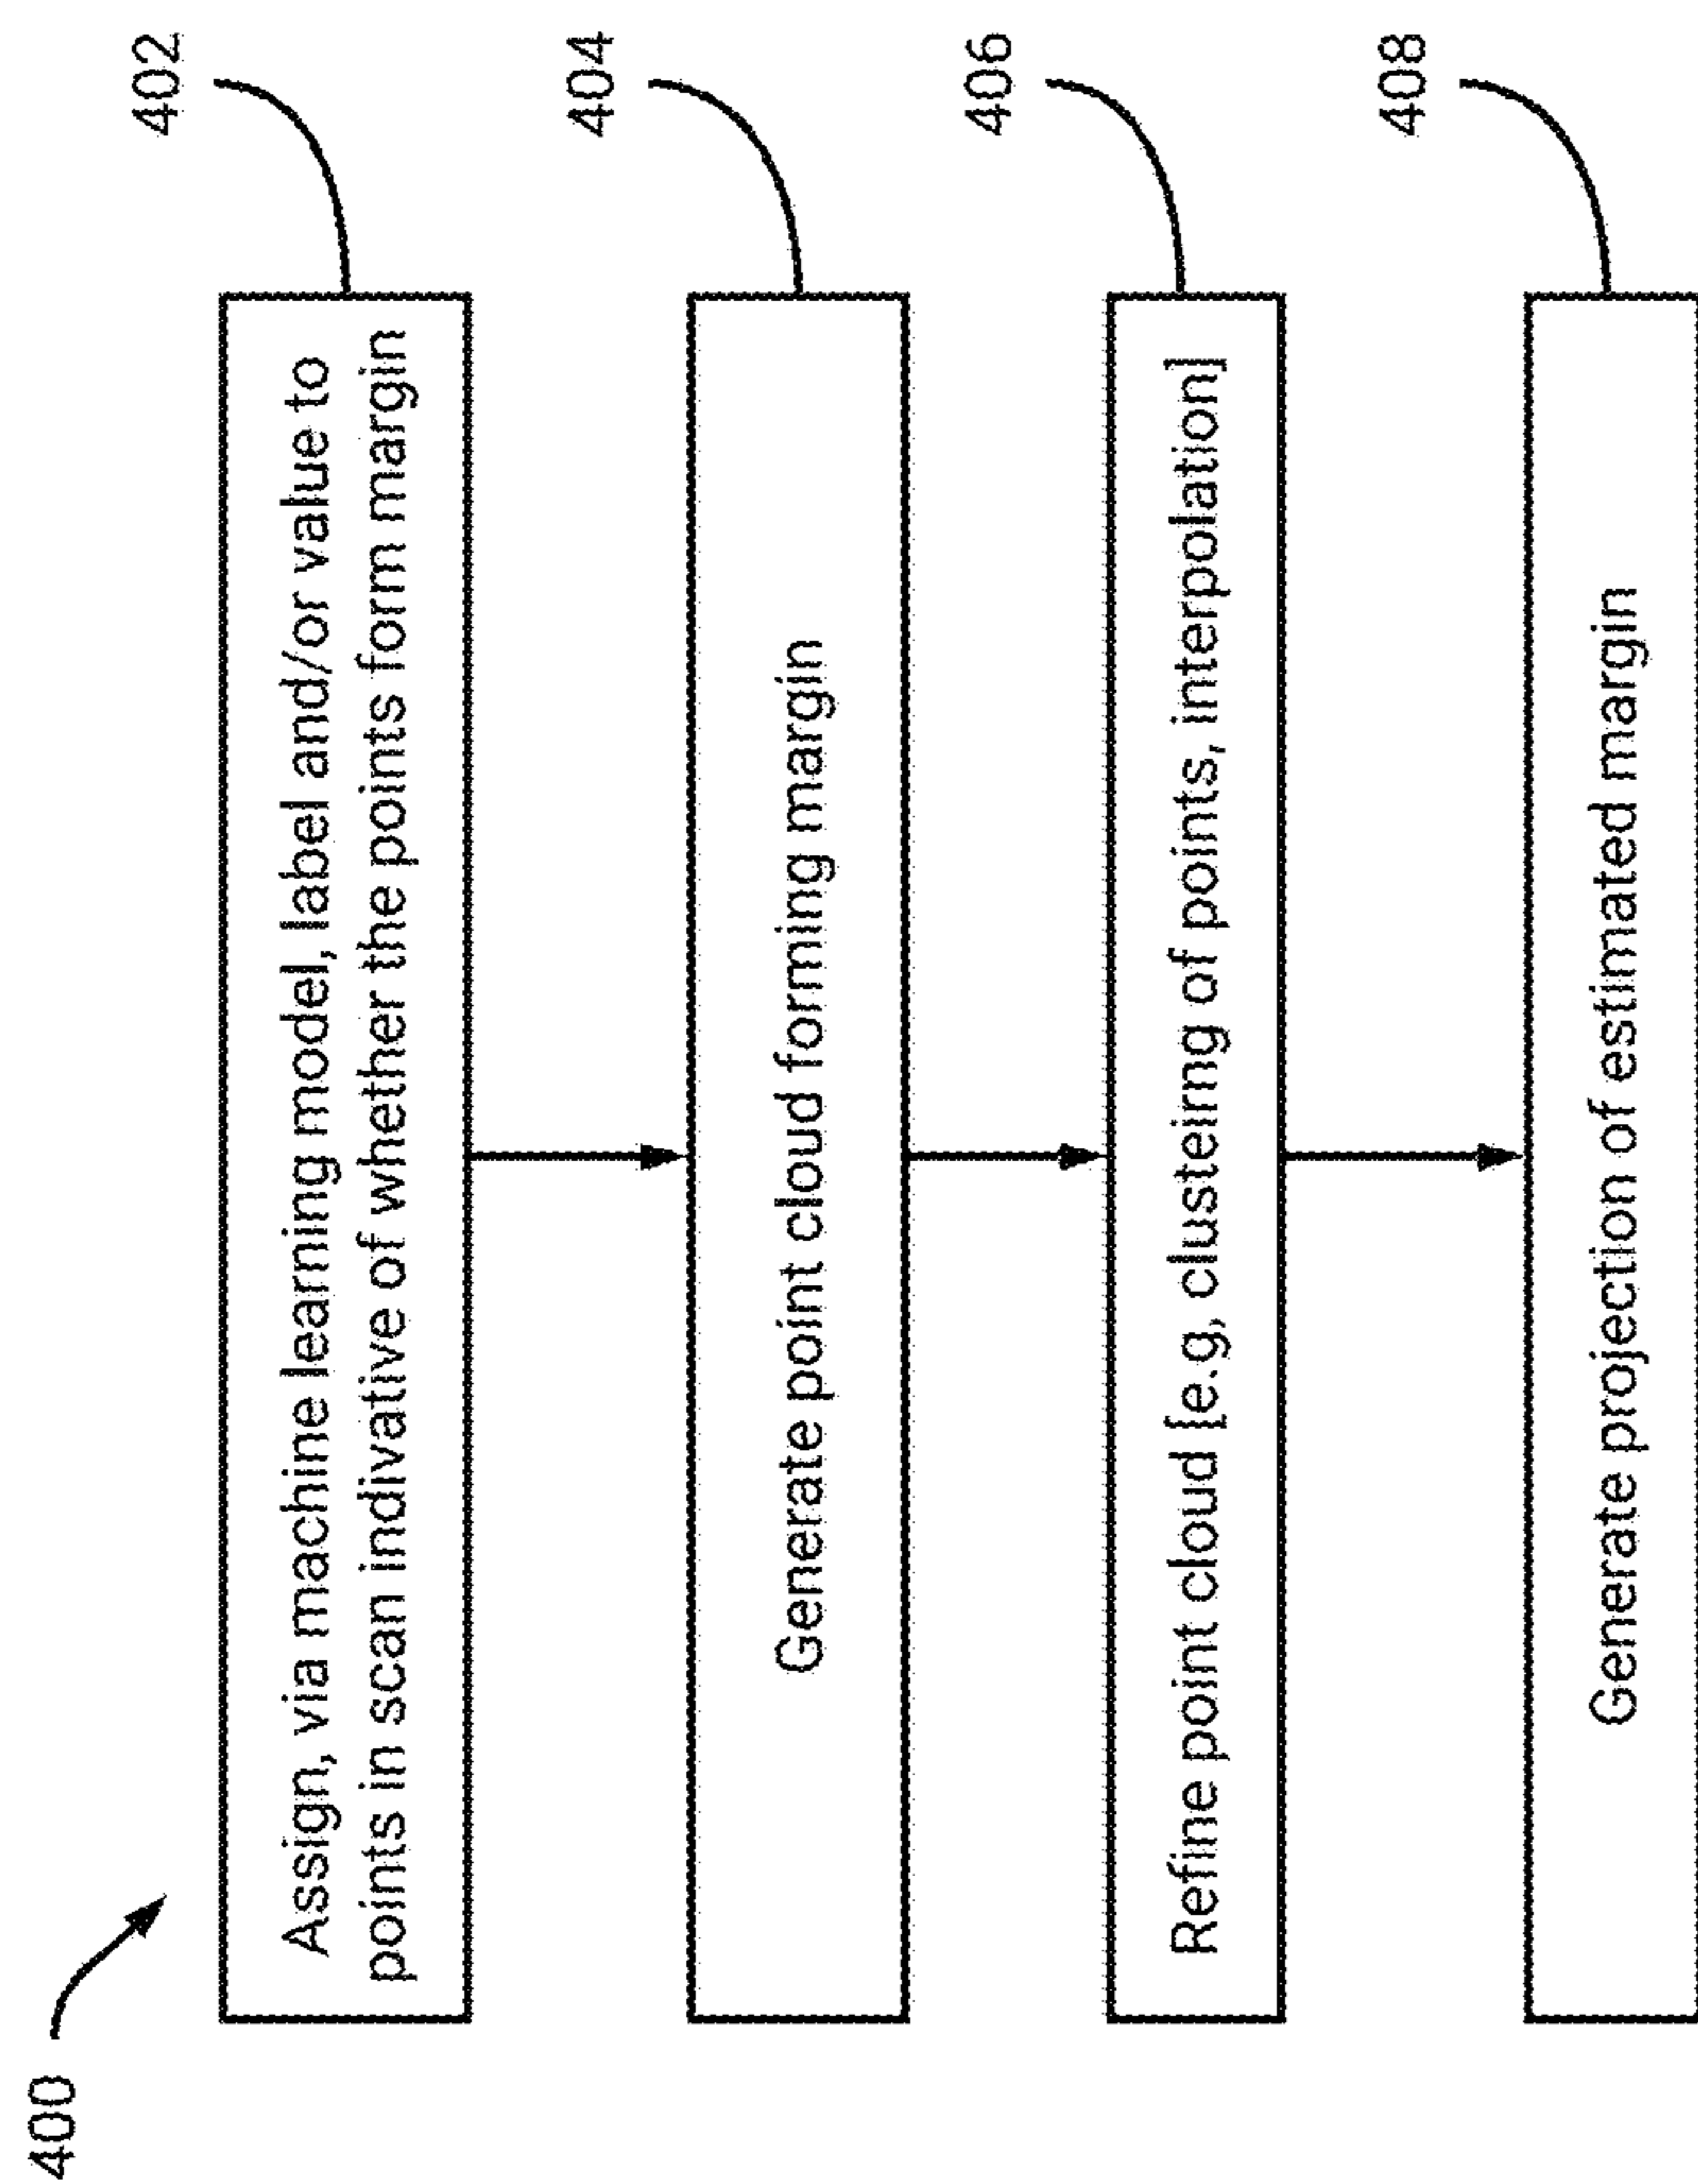 400
402
Assign, via machine learning model, label and/or value to
points in scan indivative of whether the points form margin
404
Generate point cloud forming margin
406
Refine point cloud [e.g, clusteirng of points, interpolation]
408
Generate projection of estimated margin